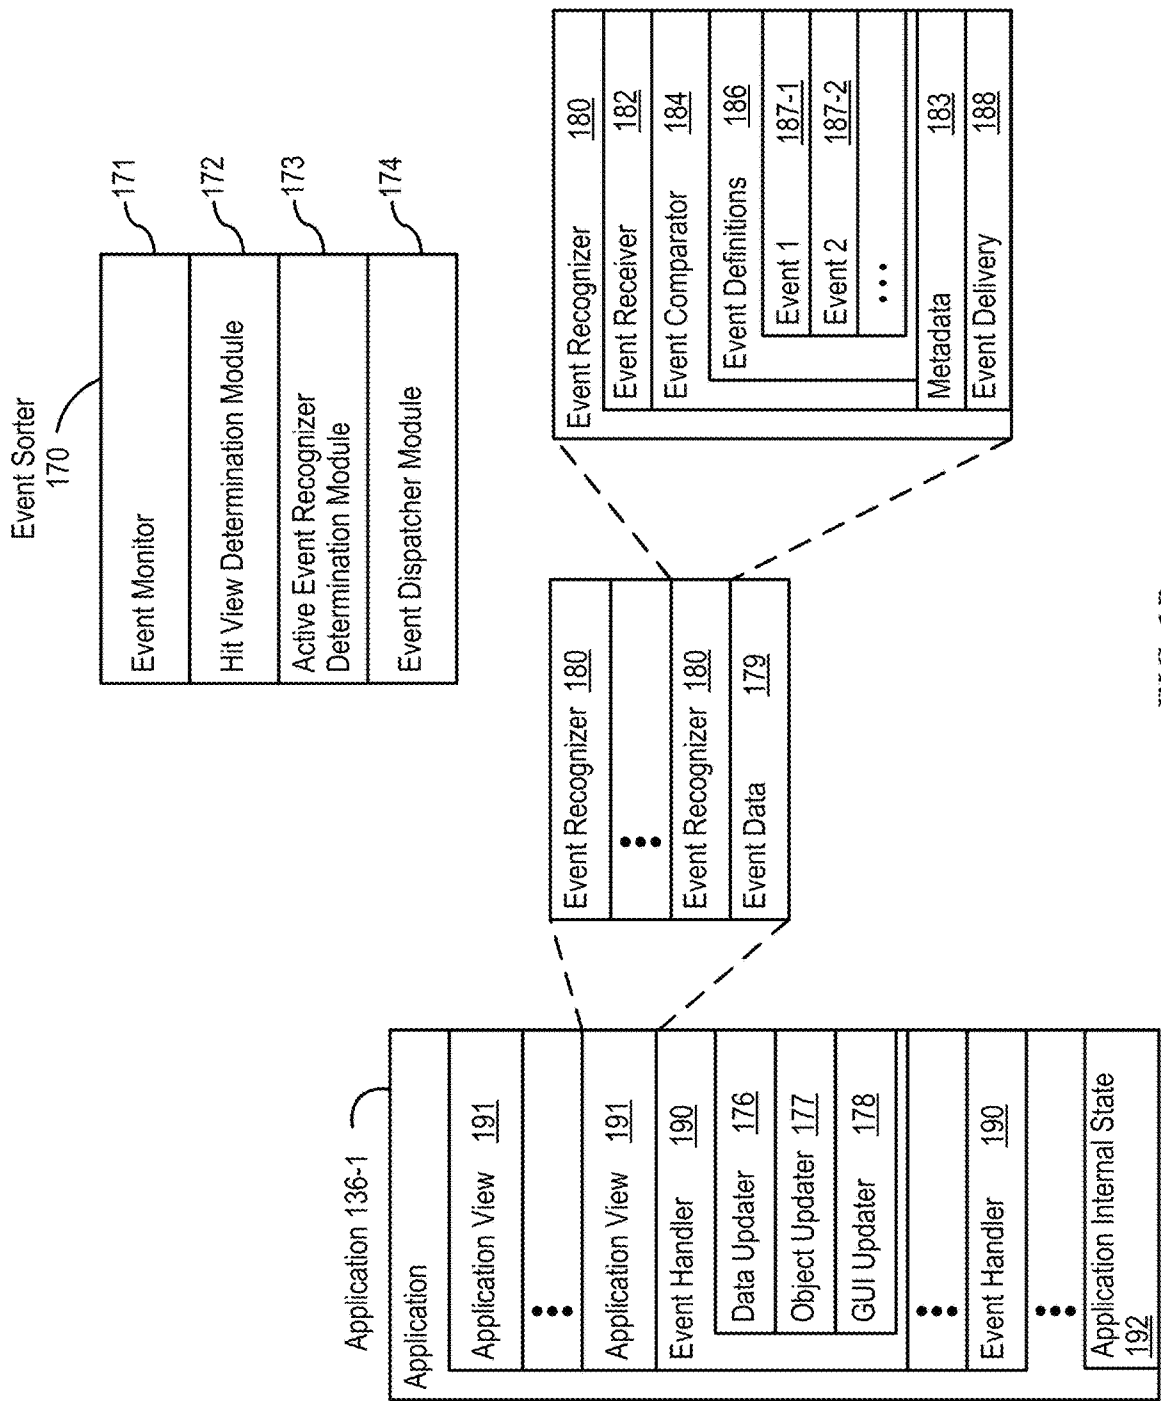 Event Sorter
170
Event Monitor
171
Hit View Determination Module
172
Active Event Recognizer
Determination Module
173
Event Dispatcher Module
174
Application 136-1
Application
Application View 191
Application View 191
Event Handler 190
Data Updater 176
Object Updater 177
GUI Updater 178
Event Handler 190
Application Internal State
192
Event Recognizer 180
Event Recognizer 180
Event Data 179
Event Recognizer 180
Event Receiver 182
Event Comparator 184
Event Definitions 186
Event 1 187-1
Event 2 187-2
Metadata 183
Event Delivery 188